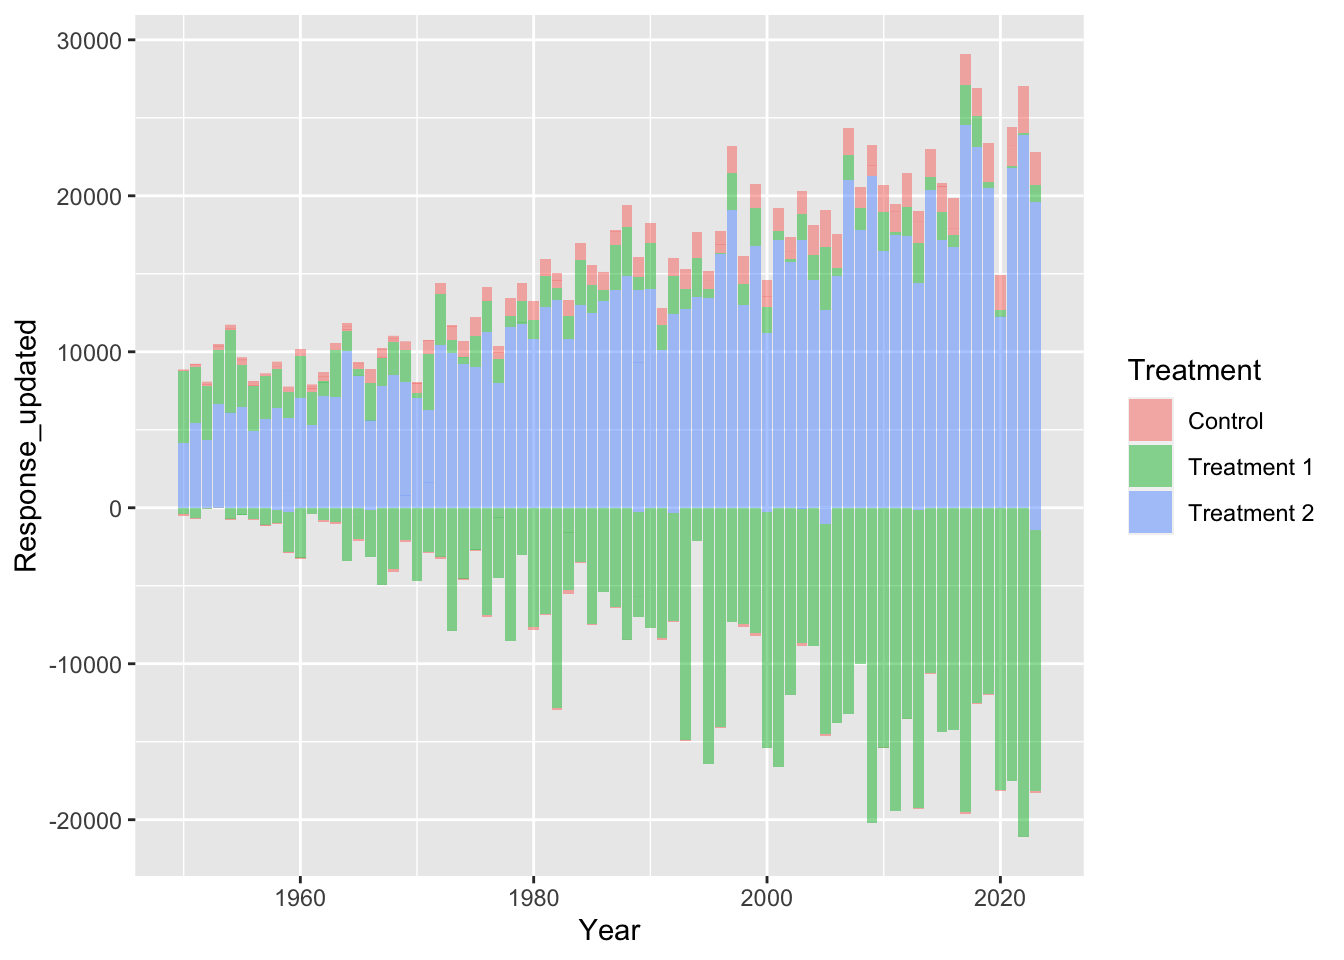 30000
20000
10000
0
-10000
-20000
Response_updated
1960
1980
2000
2020
Year
Treatment
Control
Treatment 1
Treatment 2